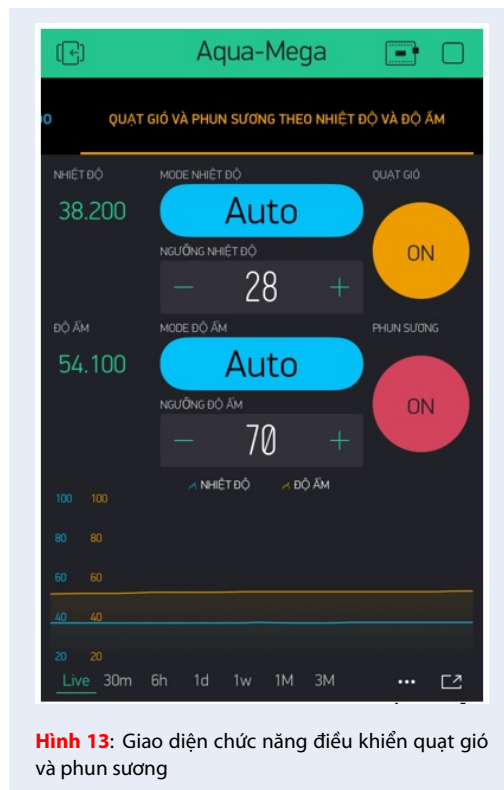 Aqua-Mega
QUẠT GIÓ VÀ PHUN SƯƠNG THEO NHIỆT ĐỘ VÀ ĐỘ ẨM
NHIỆT ĐỘ MODE NHIỆT ĐỘ QUẠT GIÓ
38.200 Auto ON
NGƯỠNG NHIỆT ĐỘ
− 28 +
ĐỘ ẨM MODE ĐỘ ẨM PHUN SƯƠNG
54.100 Auto ON
NGƯỠNG ĐỘ ẨM
− 70 +
NHIỆT ĐỘ ĐỘ ẨM
100 100
80 80
60 60
40 40
20 20
Live 30m 6h 1d 1w 1M 3M ...
Hình 13: Giao diện chức năng điều khiển quạt gió
và phun sương